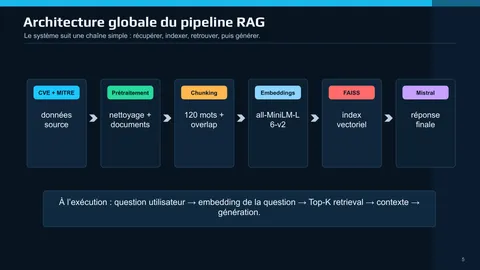 Architecture globale du pipeline RAG
Le système suit une chaîne simple : récupérer, indexer, retrouver, puis générer.
CVE + MITRE
données
source
Prétraitement
nettoyage +
documents
Chunking
120 mots +
overlap
Embeddings
all-MiniLM-L
6-v2
FAISS
index
vectoriel
Mistral
réponse
finale
À l'exécution : question utilisateur → embedding de la question → Top-K retrieval → contexte →
génération.
5